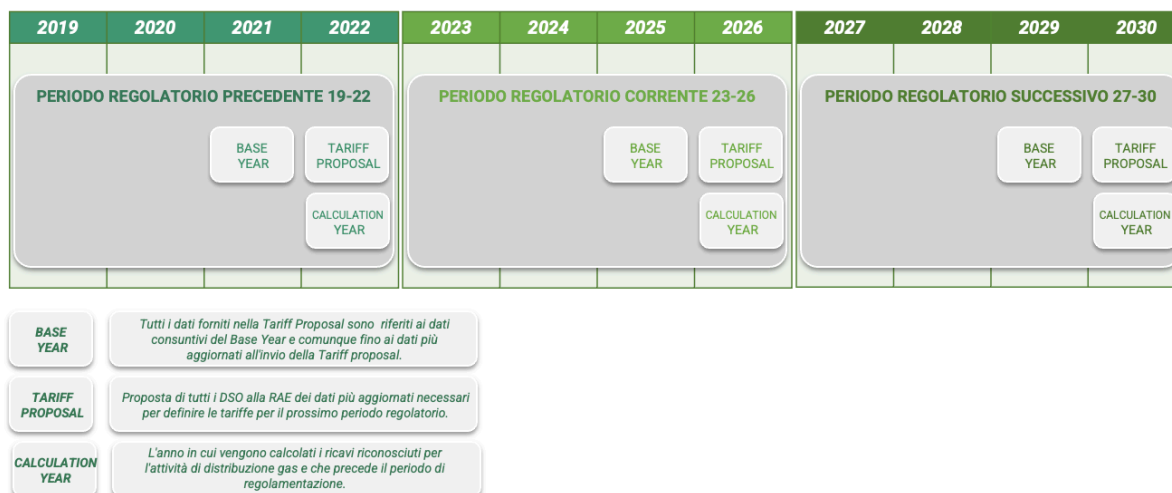 2019 2020 2021 2022 2023 2024 2025 2026 2027 2028 2029 2030
PERIODO REGOLATORIO PRECEDENTE 19-22
BASE
YEAR
TARIFF
PROPOSAL
CALCULATION
YEAR
PERIODO REGOLATORIO CORRENTE 23-26
BASE
YEAR
TARIFF
PROPOSAL
CALCULATION
YEAR
PERIODO REGOLATORIO SUCCESSIVO 27-30
BASE
YEAR
TARIFF
PROPOSAL
CALCULATION
YEAR
BASE
YEAR
Tutti i dati forniti nella Tariff Proposal sono riferiti ai dati
consuntivi del Base Year e comunque fino ai dati più
aggiornati all'invio della Tariff proposal.
TARIFF
PROPOSAL
Proposta di tutti i DSO alla RAE dei dati più aggiornati necessari
per definire le tariffe per il prossimo periodo regolatorio.
CALCULATION
YEAR
L'anno in cui vengono calcolati i ricavi riconosciuti per
l'attività di distribuzione gas e che precede il periodo di
regolamentazione.